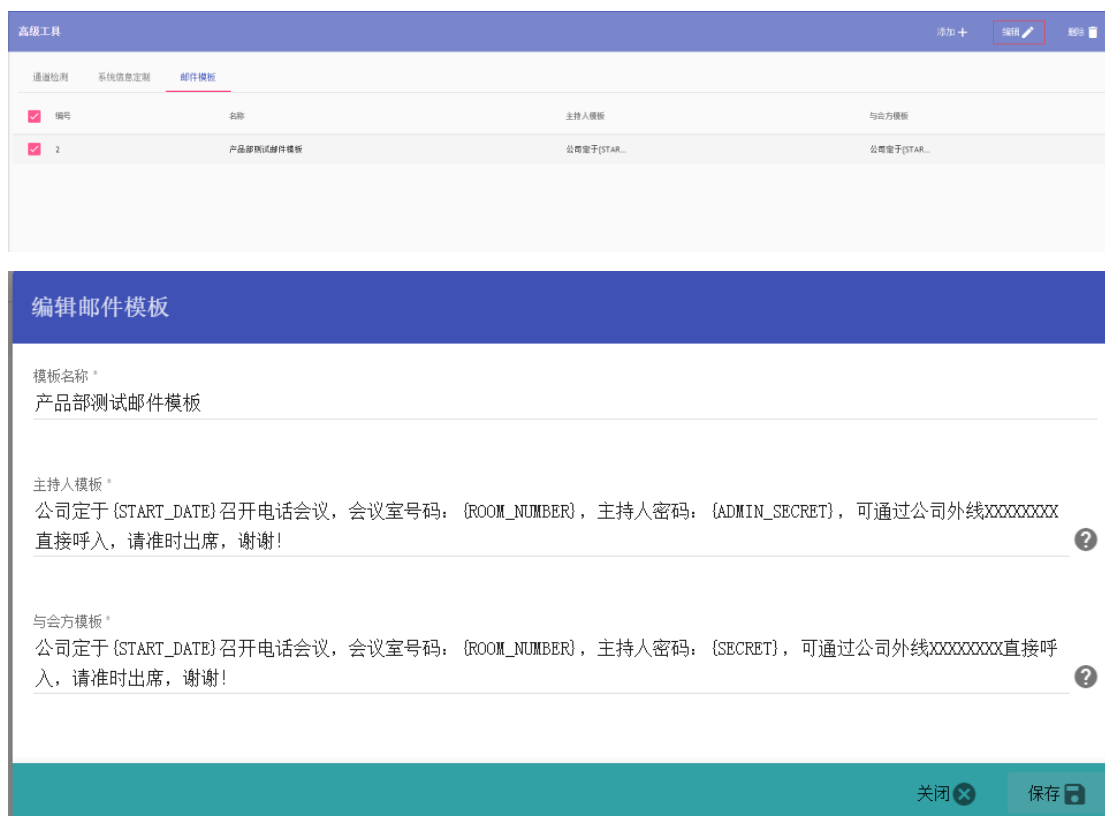 高级工具
添加
编辑
删除
通道检测
系统信息定制
邮件模板
编号
名称
主持人模板
与会方模板
2
产品部测试邮件模板
公司定于{STAR...
公司定于{STAR...
编辑邮件模板
模板名称 *
产品部测试邮件模板
主持人模板 *
公司定于{START_DATE}召开电话会议，会议室号码：{ROOM_NUMBER}，主持人密码：{ADMIN_SECRET}，可通过公司外线XXXXXXXX
直接呼入，请准时出席，谢谢！
与会方模板 *
公司定于{START_DATE}召开电话会议，会议室号码：{ROOM_NUMBER}，主持人密码：{SECRET}，可通过公司外线XXXXXXXX直接呼
入，请准时出席，谢谢！
关闭
保存